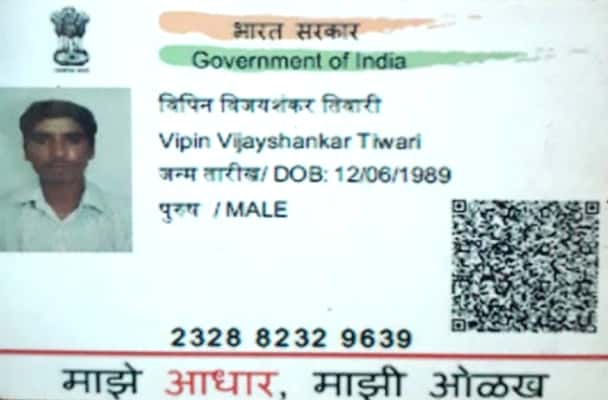 भारत सरकार
Government of India
विपिन विजयशंकर तिवारी
Vipin Vijayshankar Tiwari
जन्म तारीख/ DOB: 12/06/1989
पुरुष / MALE
2328 8232 9639
माझे आधार, माझी ओळख